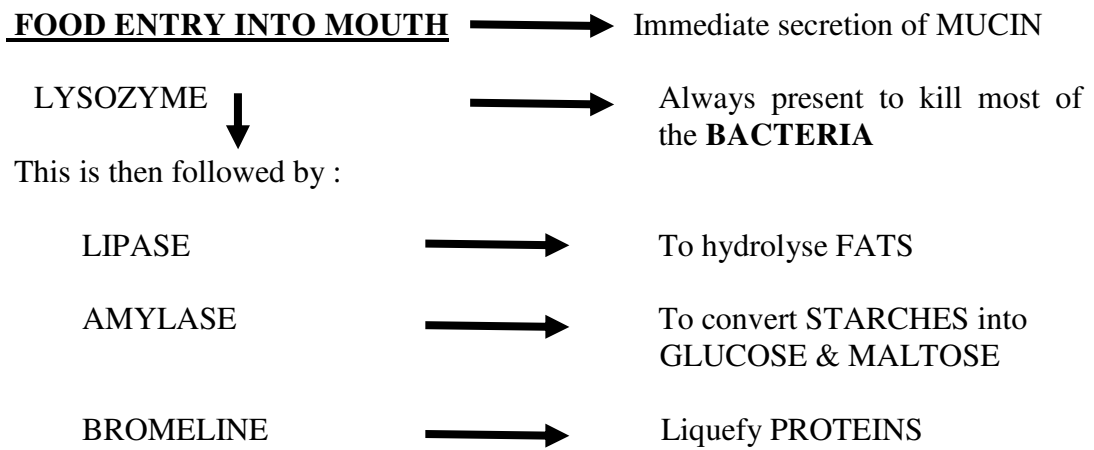 FOOD ENTRY INTO MOUTH Immediate secretion of MUCIN
LYSOZYME Always present to kill most of
the BACTERIA
This is then followed by :
LIPASE To hydrolyse FATS
AMYLASE To convert STARCHES into
GLUCOSE & MALTOSE
BROMELINE Liquefy PROTEINS